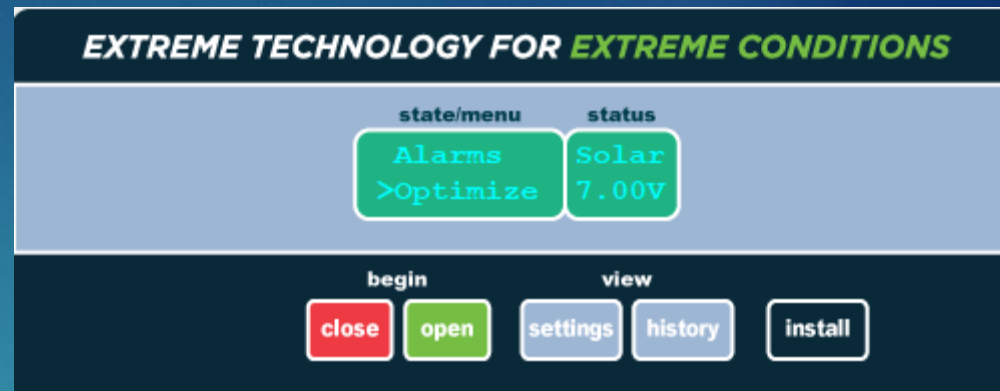 EXTREME TECHNOLOGY FOR EXTREME CONDITIONS
state/menu status
Alarms Solar
>Optimize 7.00V
begin view
close open settings history install